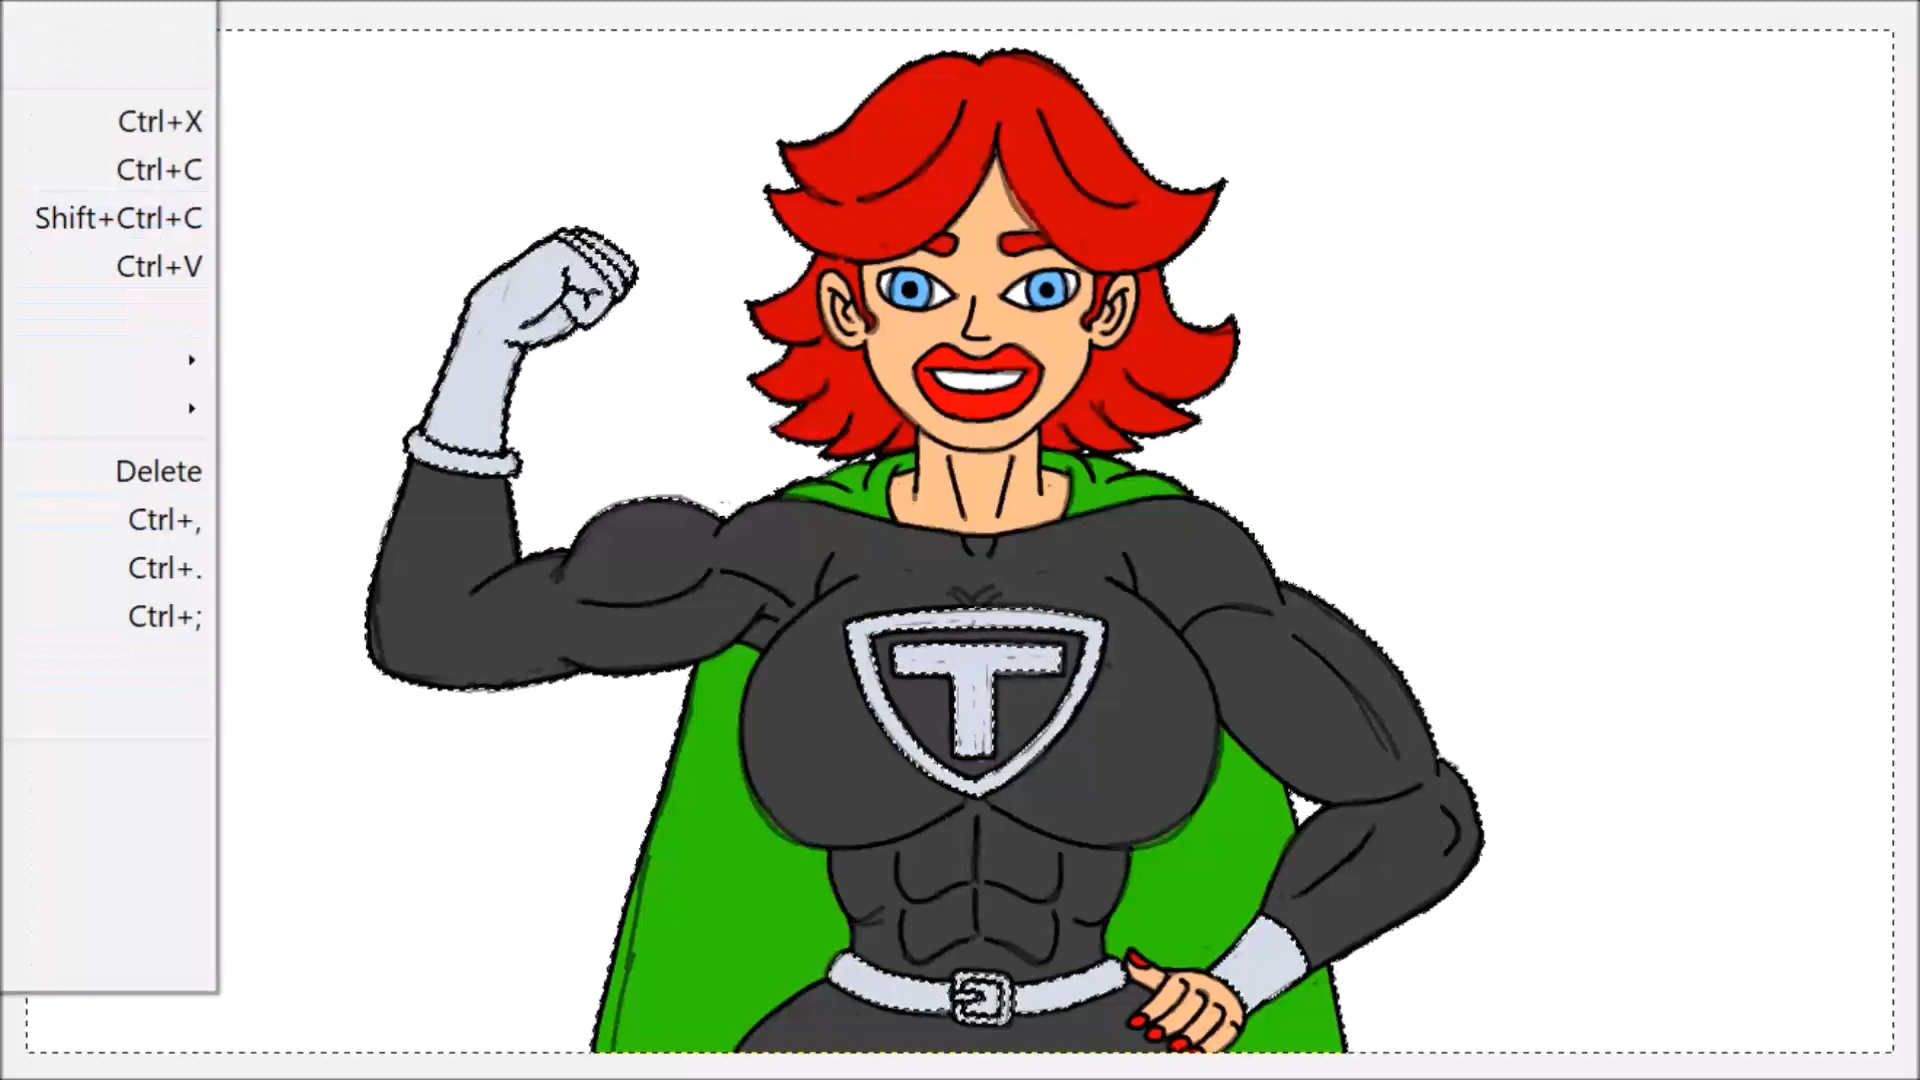 Ctrl+X
Ctrl+C
Shift+Ctrl+C
Ctrl+V
Delete
Ctrl+,
Ctrl+.
Ctrl+;
T